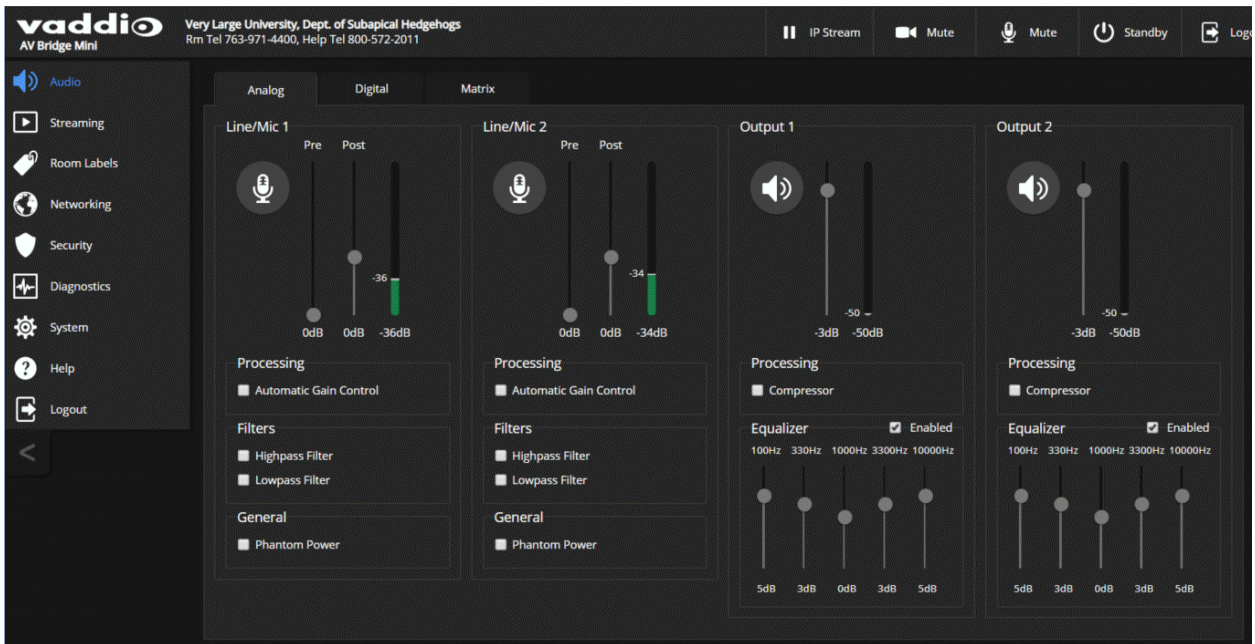 vaddio
AV Bridge Mini
Very Large University, Dept. of Subapical Hedgehogs
Rm Tel 763-971-4400, Help Tel 800-572-2011
IP Stream
Mute
Mute
Standby
Logo
Audio
Streaming
Room Labels
Networking
Security
Diagnostics
System
Help
Logout
<
Analog Digital Matrix
Line/Mic 1
Pre Post
-36
0dB 0dB -36dB
Processing
Automatic Gain Control
Filters
Highpass Filter
Lowpass Filter
General
Phantom Power
Line/Mic 2
Pre Post
-34
0dB 0dB -34dB
Processing
Automatic Gain Control
Filters
Highpass Filter
Lowpass Filter
General
Phantom Power
Output 1
-50
-3dB -50dB
Processing
Compressor
Equalizer Enabled
100Hz 330Hz 1000Hz 3300Hz 10000Hz
5dB 3dB 0dB 3dB 5dB
Output 2
-50
-3dB -50dB
Processing
Compressor
Equalizer Enabled
100Hz 330Hz 1000Hz 3300Hz 10000Hz
5dB 3dB 0dB 3dB 5dB